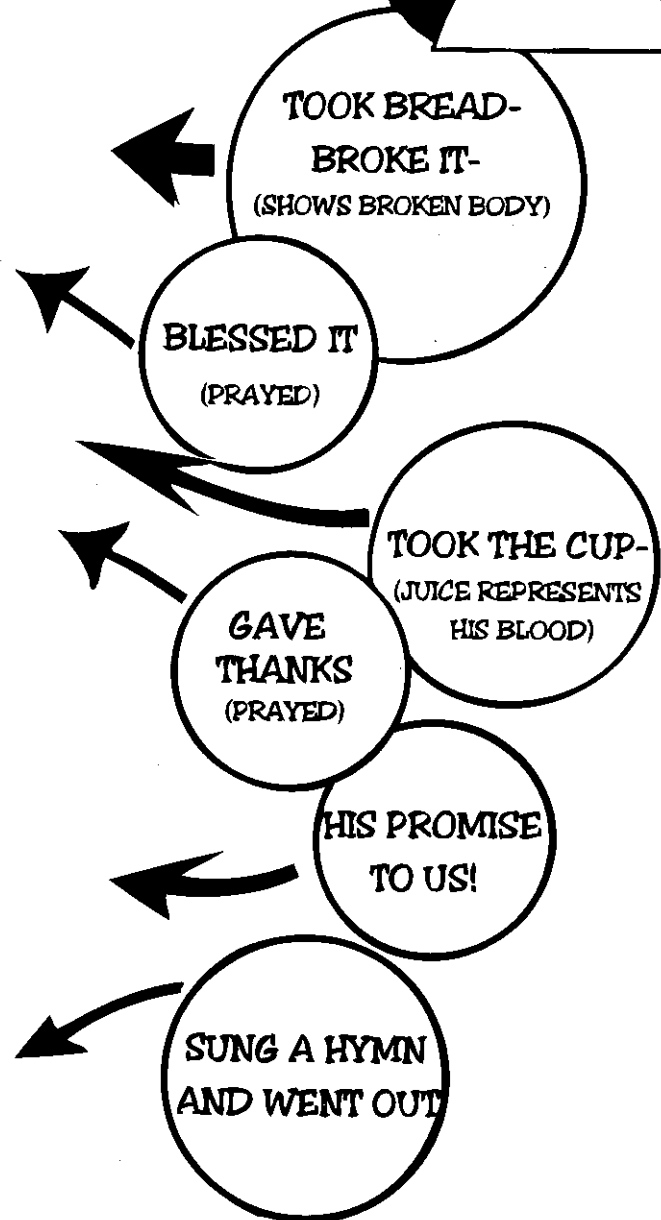 TOOK BREAD-
BROKE IT-
(SHOWS BROKEN BODY)
BLESSED IT
(PRAYED)
TOOK THE CUP-
(JUICE REPRESENTS
HIS BLOOD)
GAVE
THANKS
(PRAYED)
HIS PROMISE
TO US!
SUNG A HYMN
AND WENT OUT